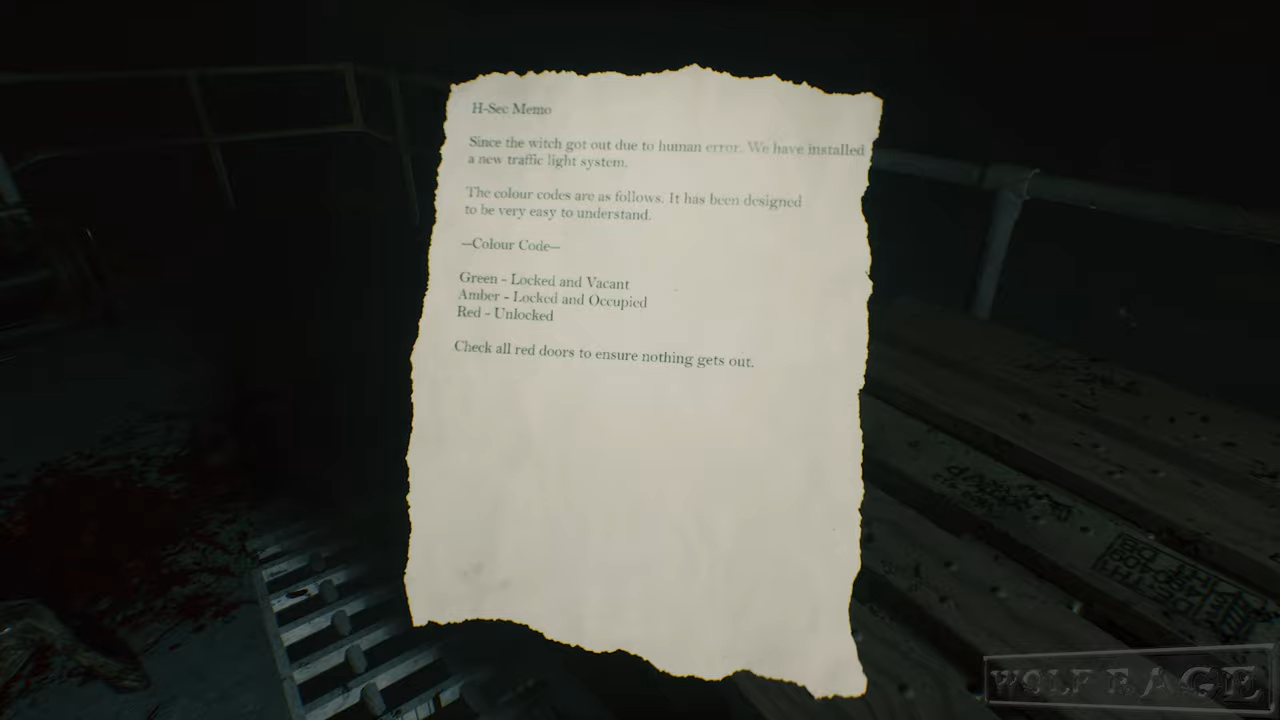 H-Sec Memo
Since the witch got out due to human error. We have installed
a new traffic light system.
The colour codes are as follows. It has been designed
to be very easy to understand.
—Colour Code—
Green - Locked and Vacant
Amber - Locked and Occupied
Red - Unlocked
Check all red doors to ensure nothing gets out.
WOLF RAGE